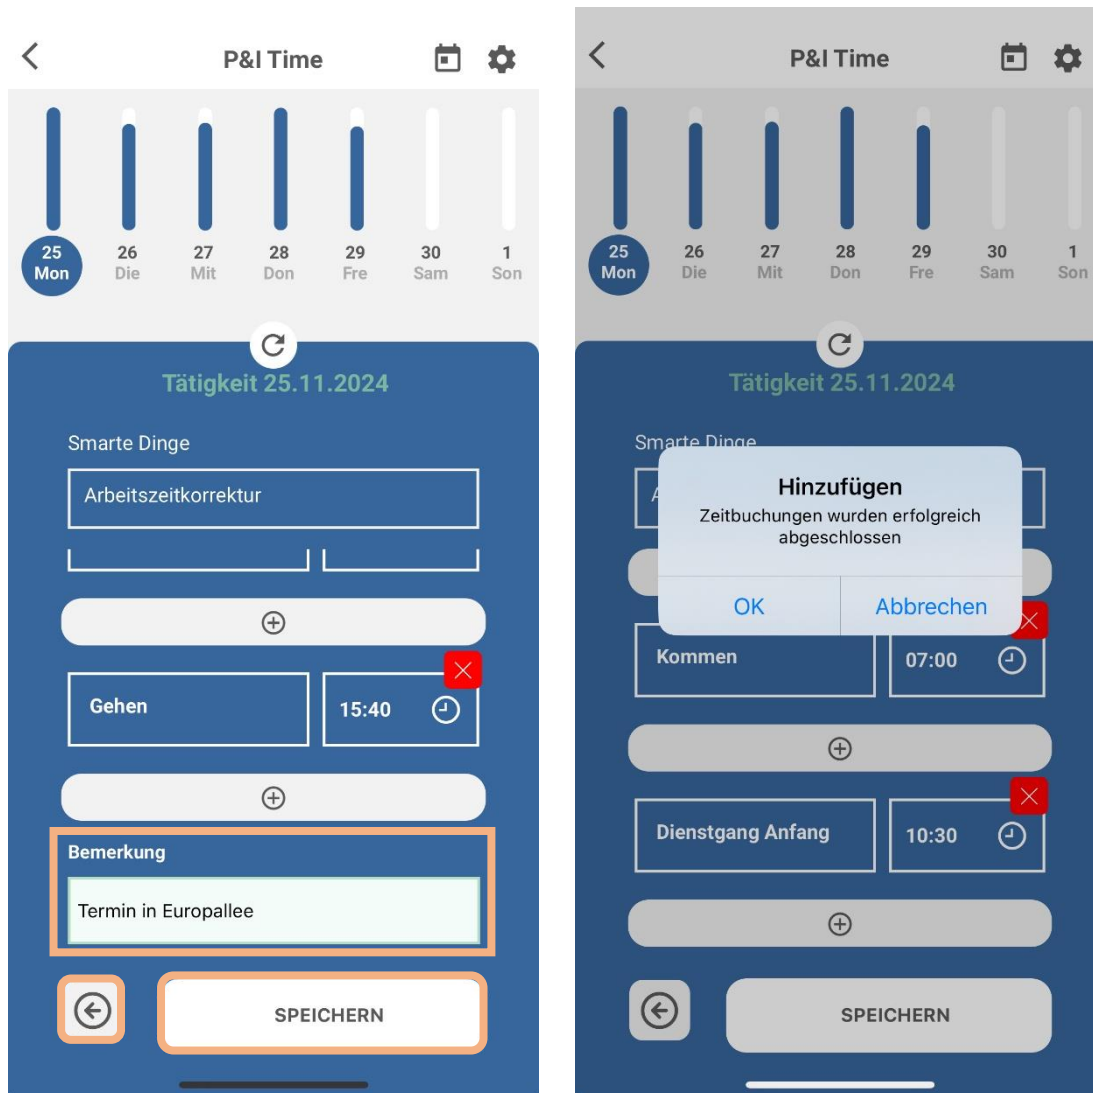 P&I Time
25 26 27 28 29 30 1
Mon Die Mit Don Fre Sam Son
Tätigkeit 25.11.2024
Smarte Dinge
Arbeitszeitkorrektur
Gehen 15:40
Bemerkung
Termin in Europallee
SPEICHERN
P&I Time
25 26 27 28 29 30 1
Mon Die Mit Don Fre Sam Son
Tätigkeit 25.11.2024
Smarte Dinge
A
Hinzufügen
Zeitbuchungen wurden erfolgreich
abgeschlossen
OK Abbrechen
Kommen 07:00
Dienstgang Anfang 10:30
SPEICHERN